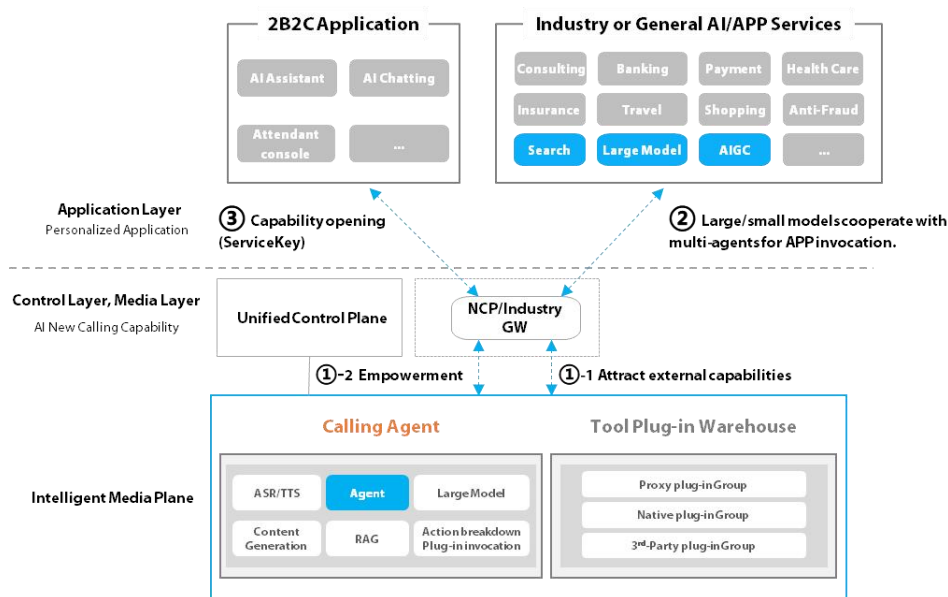 2B2C Application
AI Assistant
AI Chatting
Attendant
console
...
Industry or General AI/APP Services
Consulting
Banking
Payment
Health Care
Insurance
Travel
Shopping
Anti-Fraud
Search
Large Model
AIGC
...
Application Layer
Personalized Application
③ Capability opening
(ServiceKey)
② Large/small models cooperate with
multi-agents for APP invocation.
Control Layer, Media Layer
AI New Calling Capability
Unified Control Plane
NCP/Industry
GW
①-2 Empowerment
①-1 Attract external capabilities
Intelligent Media Plane
Calling Agent
ASR/TTS
Agent
Large Model
Content
Generation
RAG
Action breakdown
Plug-in invocation
Tool Plug-in Warehouse
Proxy plug-in Group
Native plug-in Group
3rd-Party plug-in Group